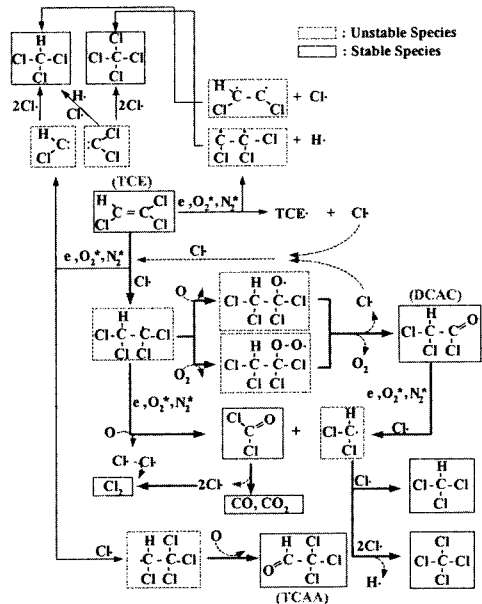 : Unstable Species
: Stable Species
H
Cl-C-Cl
Cl
Cl
Cl-C-Cl
Cl
2Cl·
H·
Cl·
2Cl·
H
C:
Cl
:C
Cl
Cl
H
C-C
Cl
Cl
+ Cl·
C-C-Cl
Cl Cl
+ H·
(TCE)
H
Cl
C=C
Cl
Cl
e, O2*, N2*
TCE· + Cl·
e, O2*, N2*
Cl·
Cl·
Cl·
H
Cl-C-C-Cl
Cl Cl
O
H O·
Cl-C-C-Cl
Cl Cl
O2
H O-O·
Cl-C-C-Cl
Cl Cl
O2
(DCAC)
H
Cl-C-C=O
Cl Cl
e, O2*, N2*
e, O2*, N2*
Cl·
O
Cl
C=O
Cl
+
H
Cl-C·
Cl
Cl· Cl·
Cl2
2Cl·
CO, CO2
Cl·
H
Cl-C-Cl
Cl
2Cl·
H·
Cl
Cl-C-Cl
Cl
Cl·
H Cl
·C-C-Cl
Cl Cl
O
H Cl
O=C-C-Cl
Cl
(TCAA)